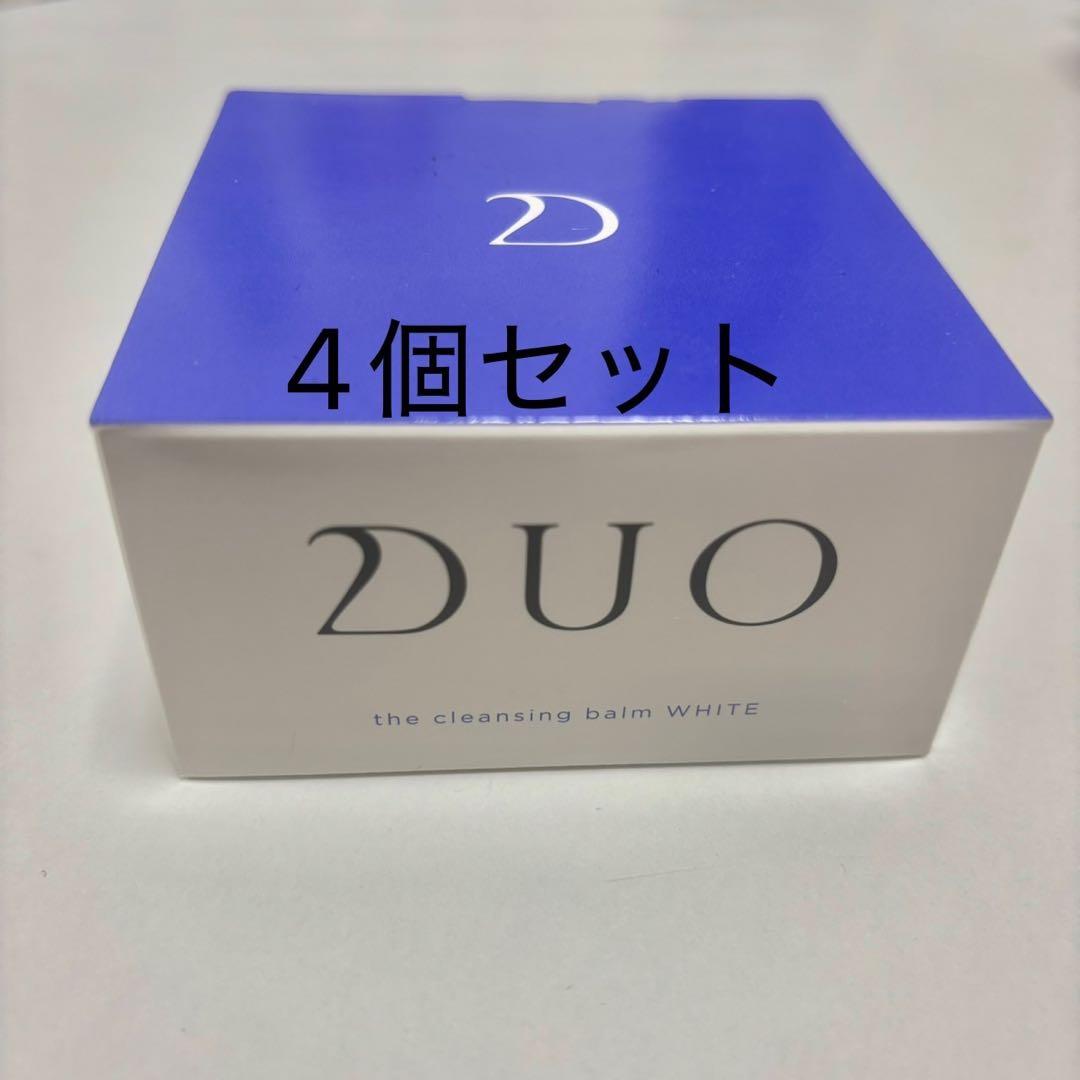 D
4個セット
DUO
the cleansing balm WHITE